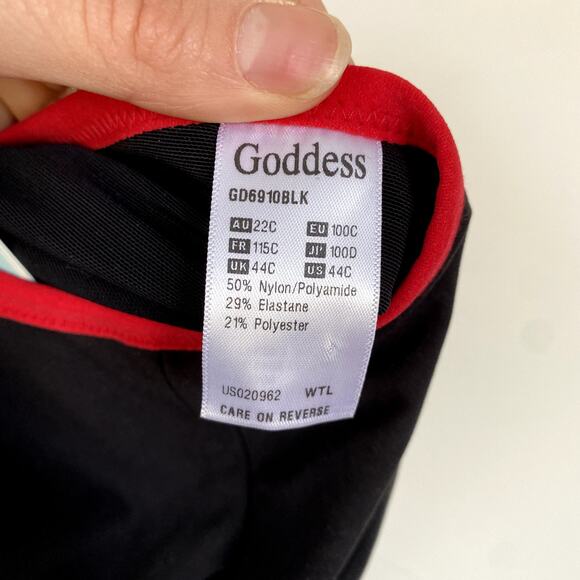 Goddess
GD6910BLK
AU 22C EU 100C
FR 115C JP 100D
UK 44C US 44C
50% Nylon/Polyamide
29% Elastane
21% Polyester
US020962 WTL
CARE ON REVERSE